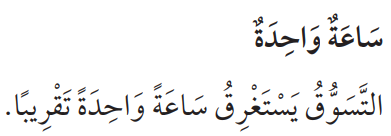 سَاعَةٌ وَاحِدَةٌ
التَّسَوُّقُ يَسْتَغْرِقُ سَاعَةً وَاحِدَةً تَقْرِيبًا.